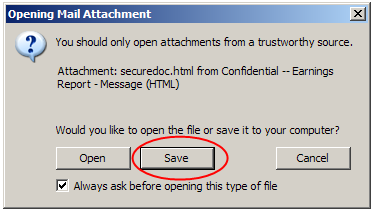 Opening Mail Attachment
You should only open attachments from a trustworthy source.
Attachment: securedoc.html from Confidential -- Earnings
Report - Message (HTML)
Would you like to open the file or save it to your computer?
Open Save Cancel
Always ask before opening this type of file